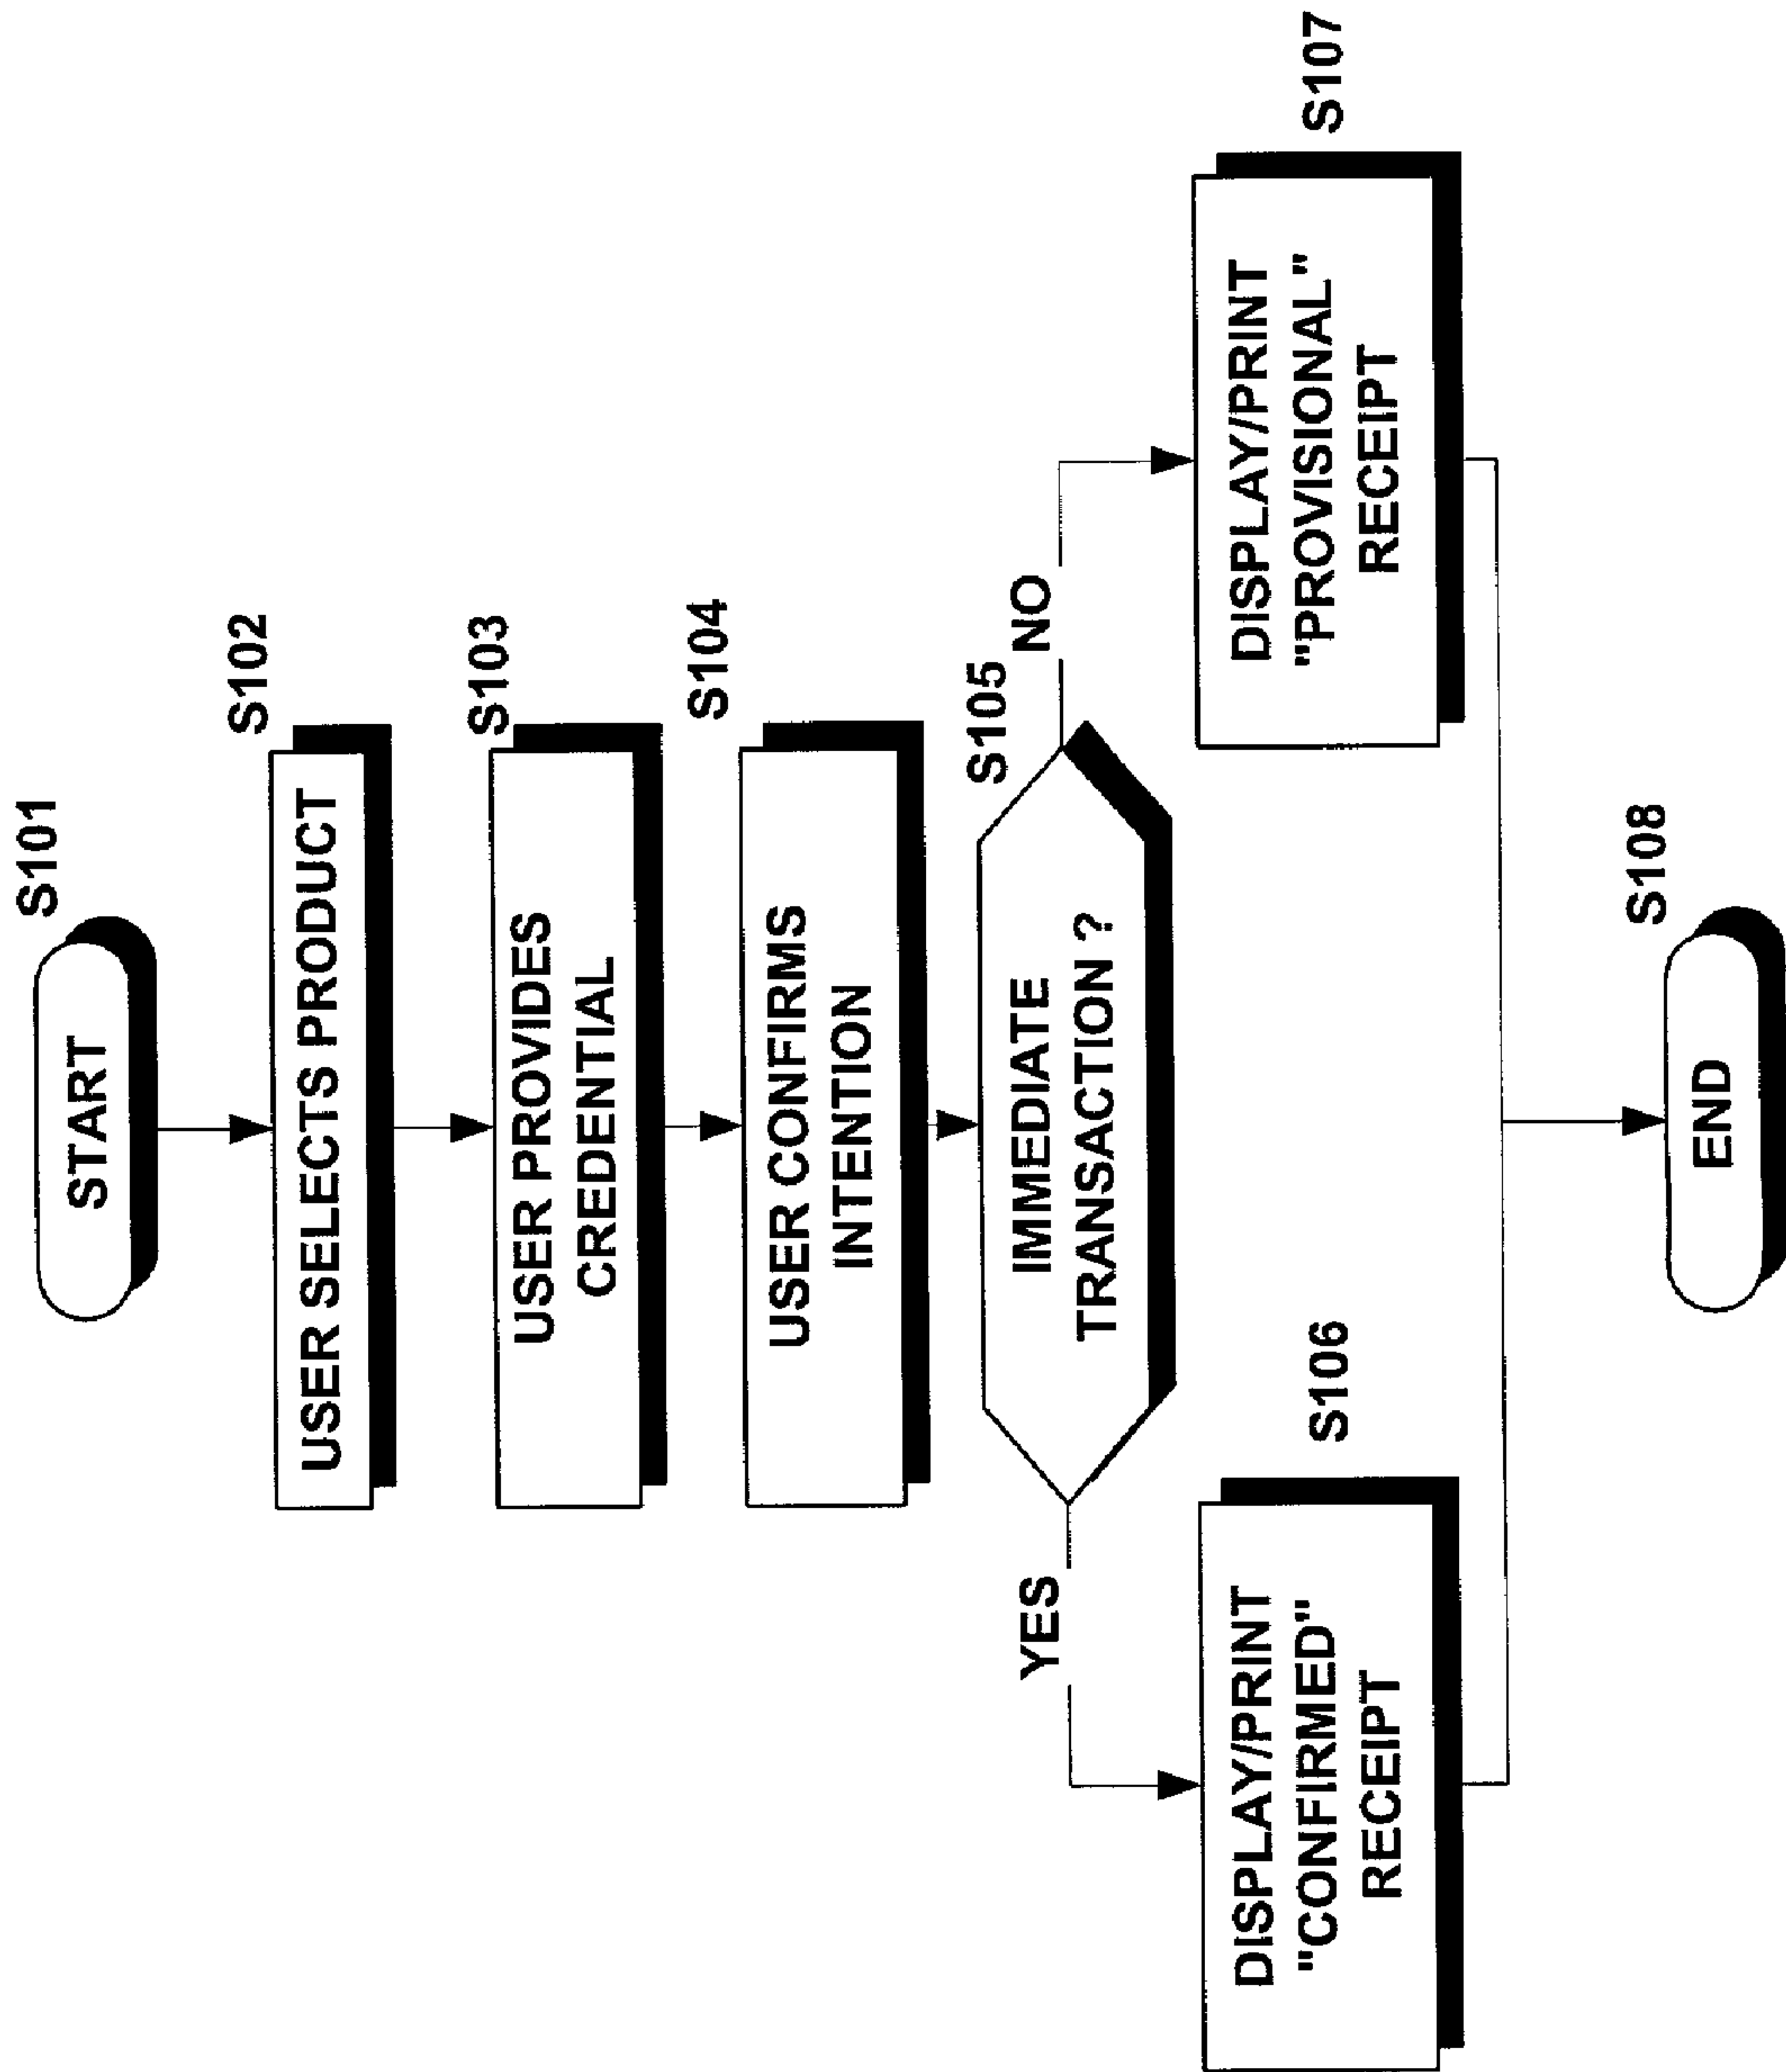 START
S101
USER SELECTS PRODUCT
S102
USER PROVIDES
CREDENTIAL
S103
USER CONFIRMS
INTENTION
S104
IMMEDIATE
TRANSACTION ?
S105
YES
NO
DISPLAY/PRINT
"CONFIRMED"
RECEIPT
S106
DISPLAY/PRINT
"PROVISIONAL"
RECEIPT
S107
END
S108